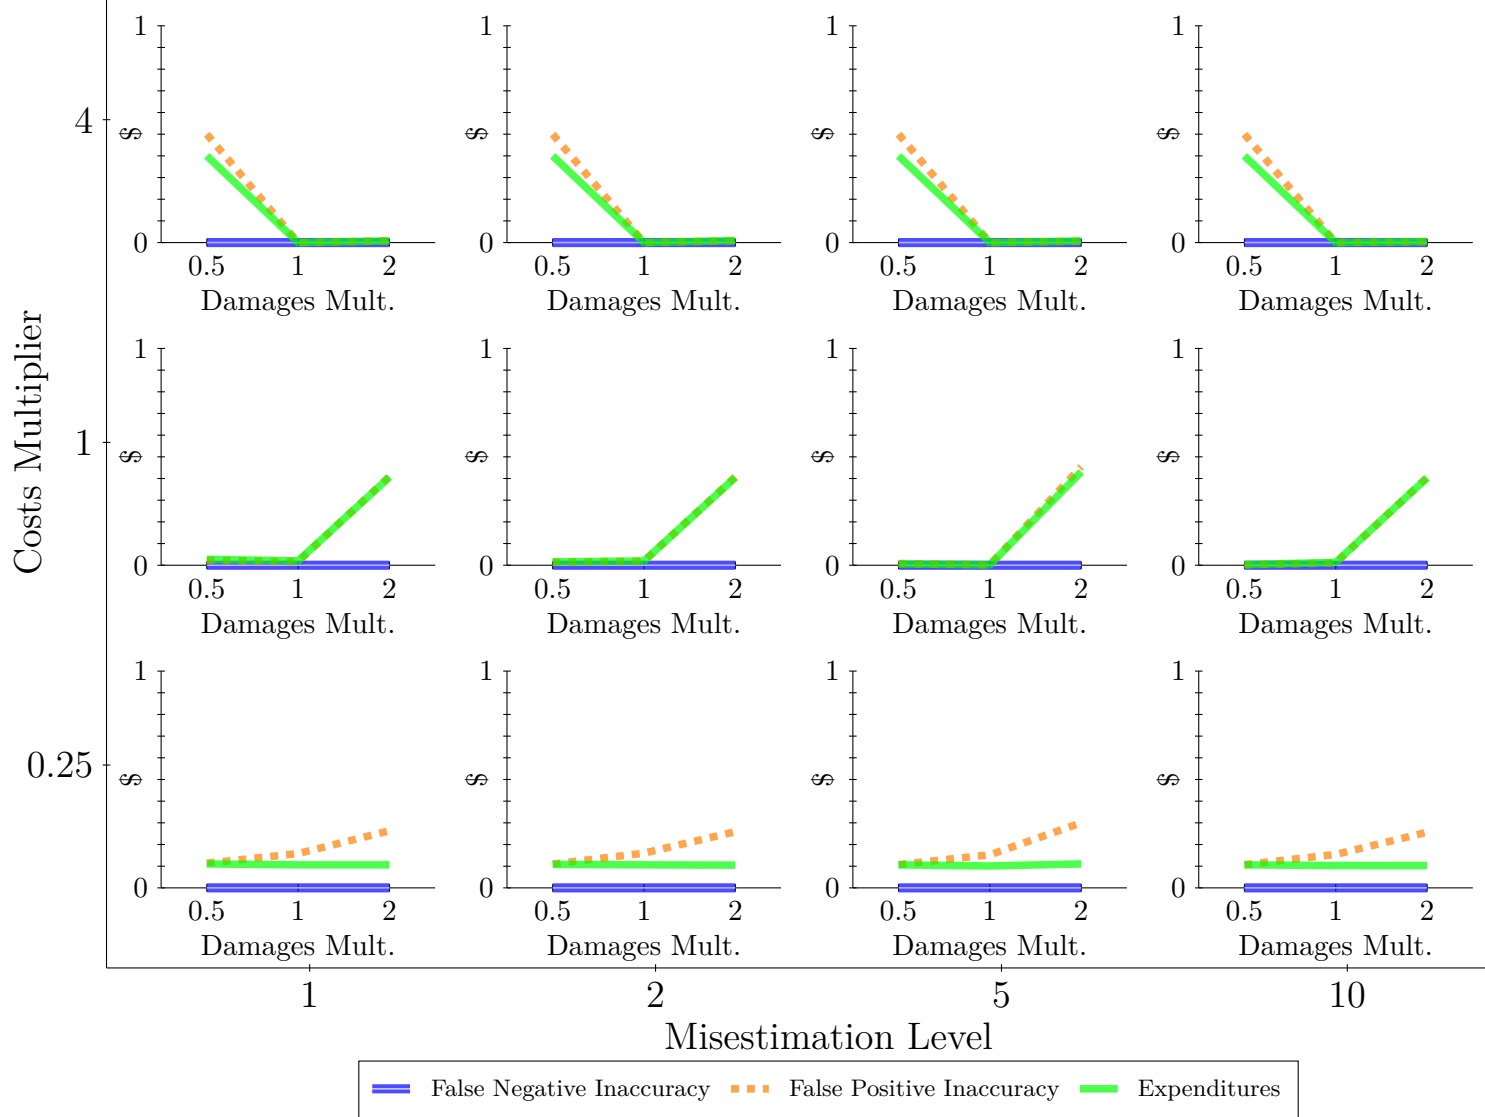 Costs Multiplier
4
1
$
0
0.5 1 2
Damages Mult.
1
$
0
0.5 1 2
Damages Mult.
1
$
0
0.5 1 2
Damages Mult.
1
$
0
0.5 1 2
Damages Mult.
1
1
$
0
0.5 1 2
Damages Mult.
1
$
0
0.5 1 2
Damages Mult.
1
$
0
0.5 1 2
Damages Mult.
1
$
0
0.5 1 2
Damages Mult.
0.25
1
$
0
0.5 1 2
Damages Mult.
1
$
0
0.5 1 2
Damages Mult.
1
$
0
0.5 1 2
Damages Mult.
1
$
0
0.5 1 2
Damages Mult.
1 2 5 10
Misestimation Level
False Negative Inaccuracy False Positive Inaccuracy Expenditures